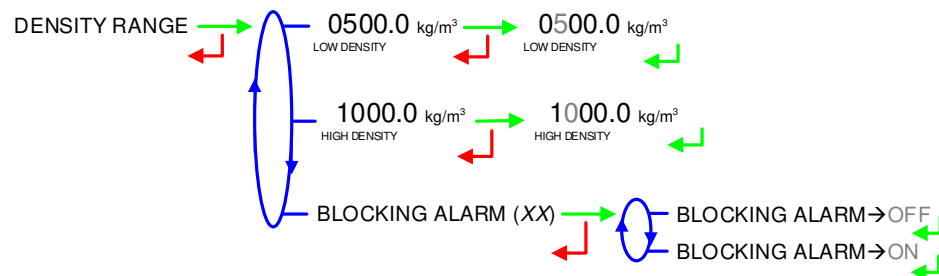 DENSITY RANGE
0500.0 kg/m³ 0500.0 kg/m³
LOW DENSITY LOW DENSITY
1000.0 kg/m³ 1000.0 kg/m³
HIGH DENSITY HIGH DENSITY
BLOCKING ALARM (XX)
BLOCKING ALARM→OFF
BLOCKING ALARM→ON